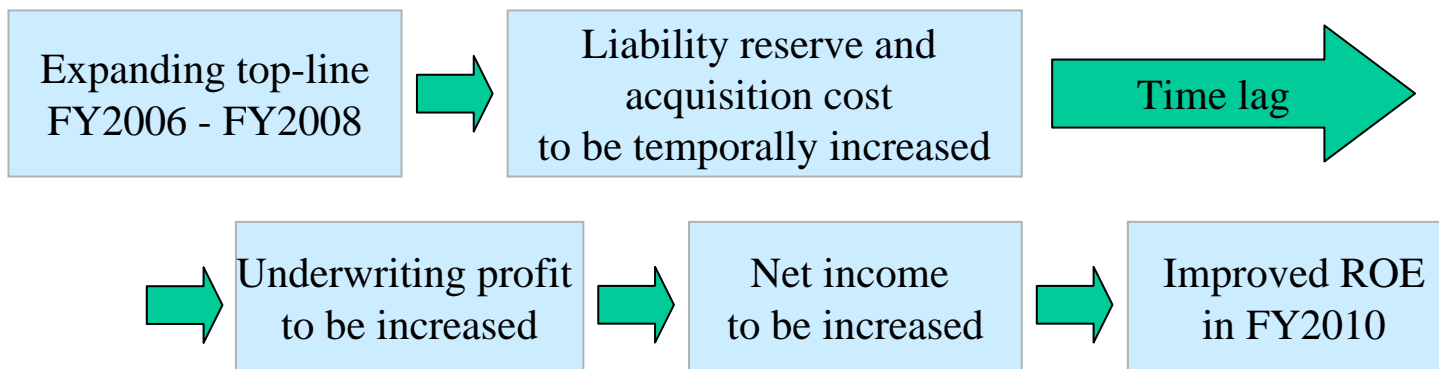 Expanding top-line
FY2006 - FY2008
Liability reserve and
acquisition cost
to be temporally increased
Time lag
Underwriting profit
to be increased
Net income
to be increased
Improved ROE
in FY2010